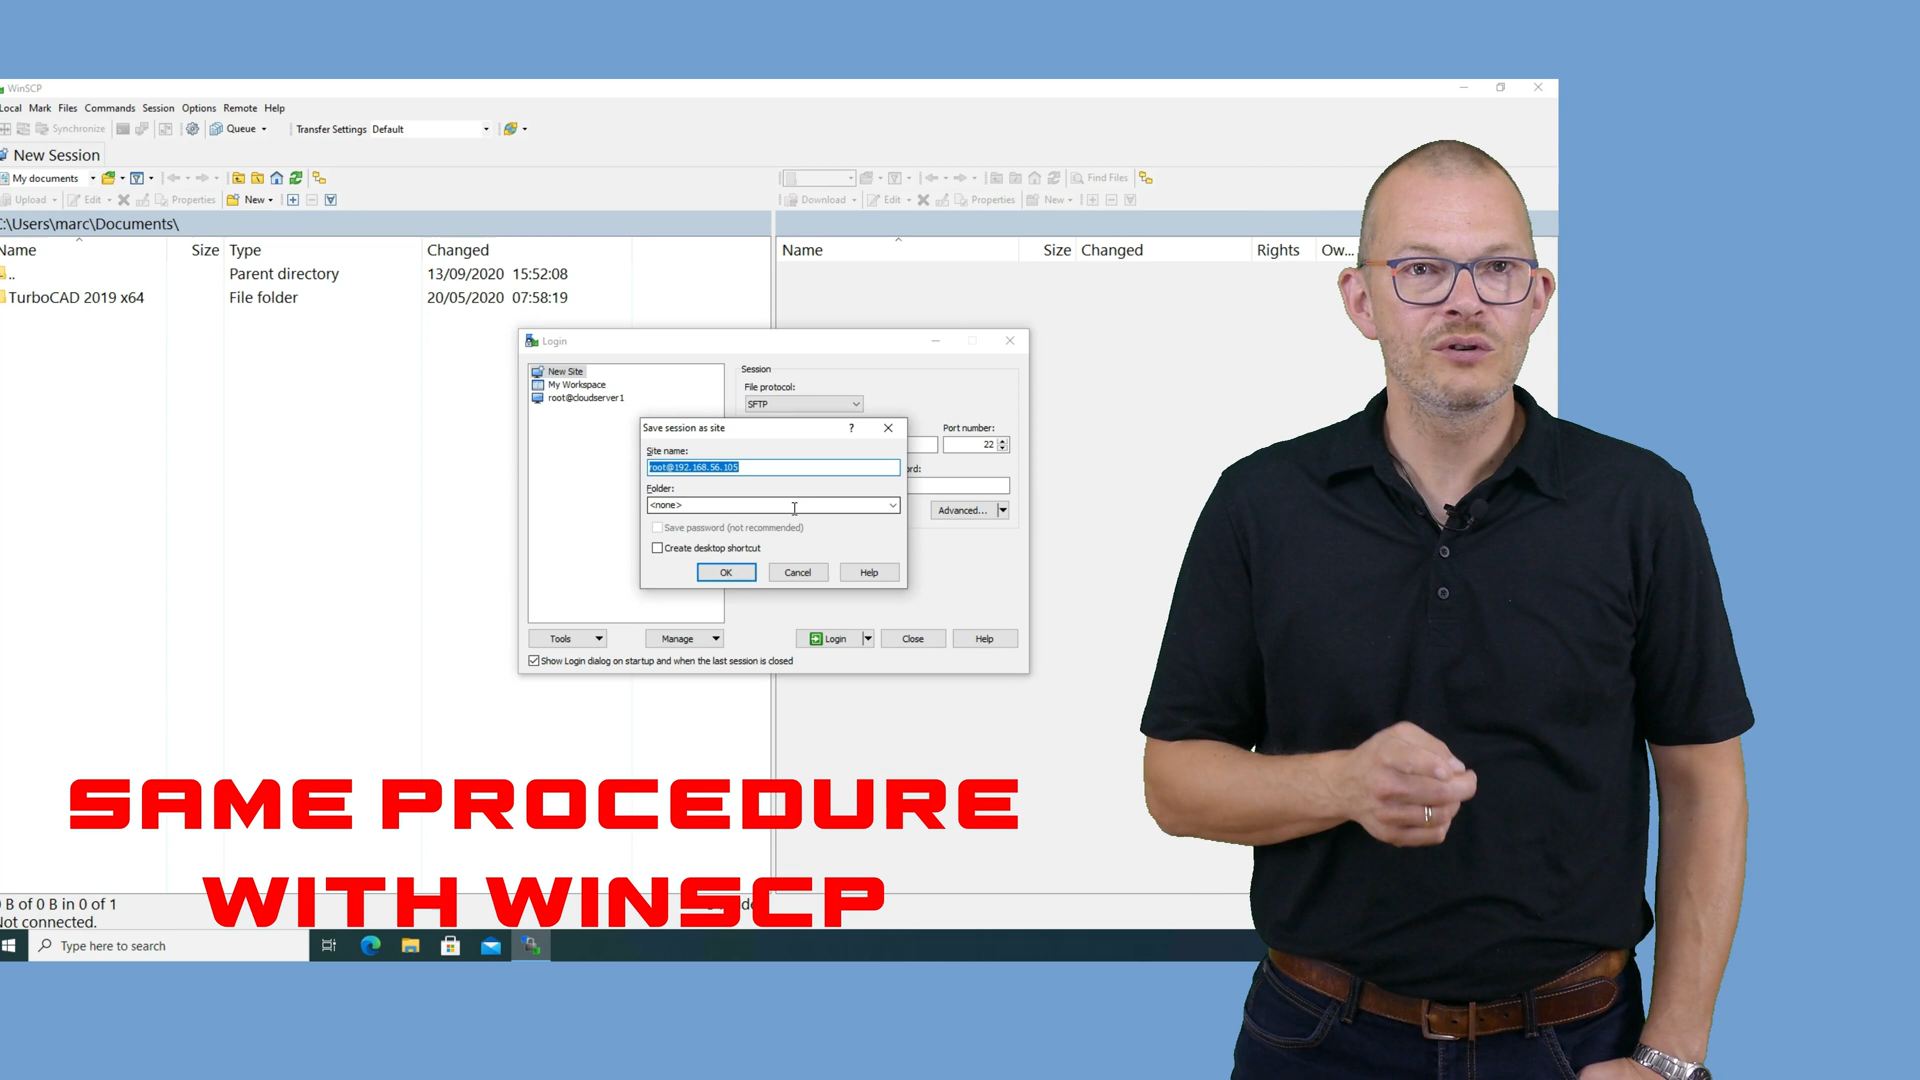 WinSCP
Local Mark Files Commands Session Options Remote Help
Synchronize Queue Transfer Settings Default
New Session
My documents Find Files
Upload Edit Properties New Download Edit Properties New
C:\Users\marc\Documents\
Name Size Type Changed Name Size Changed Rights Ow...
.. Parent directory 13/09/2020 15:52:08
TurboCAD 2019 x64 File folder 20/05/2020 07:58:19
Login
New Site
My Workspace
root@cloudserver1
Session
File protocol:
SFTP
Port number:
22
Advanced...
Save session as site ?
Site name:
root@192.168.56.105
Folder:
<none>
Save password (not recommended)
Create desktop shortcut
OK Cancel Help
Tools Manage Login Close Help
Show Login dialog on startup and when the last session is closed
SAME PROCEDURE
WITH WINSCP
0 B of 0 B in 0 of 1
Not connected.
Type here to search